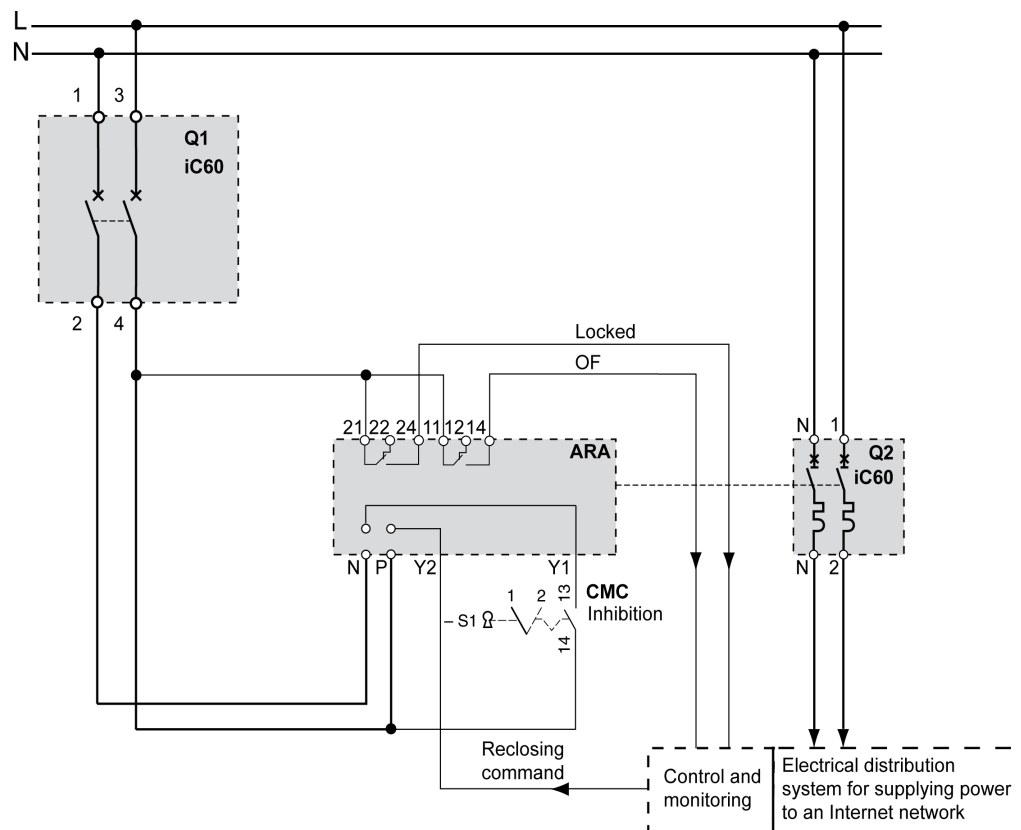 L
N
1 3
Q1
iC60
2 4
Locked
OF
21 22 24 11 12 14
ARA
N 1
Q2
iC60
N P Y2 Y1
N 2
CMC
Inhibition
1 2 13
S1
14
Reclosing
command
Control and
monitoring
Electrical distribution
system for supplying power
to an Internet network